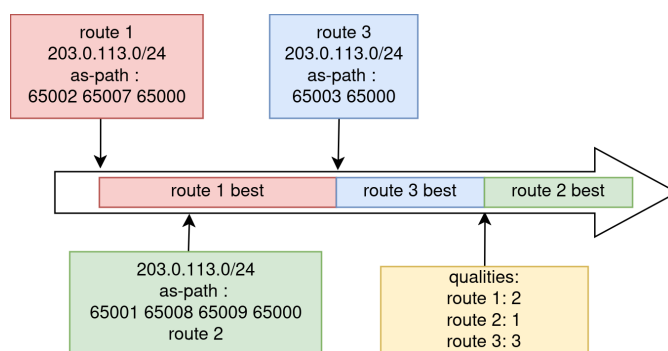 route 1
203.0.113.0/24
as-path :
65002 65007 65000
route 3
203.0.113.0/24
as-path :
65003 65000
route 1 best
route 3 best
route 2 best
203.0.113.0/24
as-path :
65001 65008 65009 65000
route 2
qualities:
route 1: 2
route 2: 1
route 3: 3